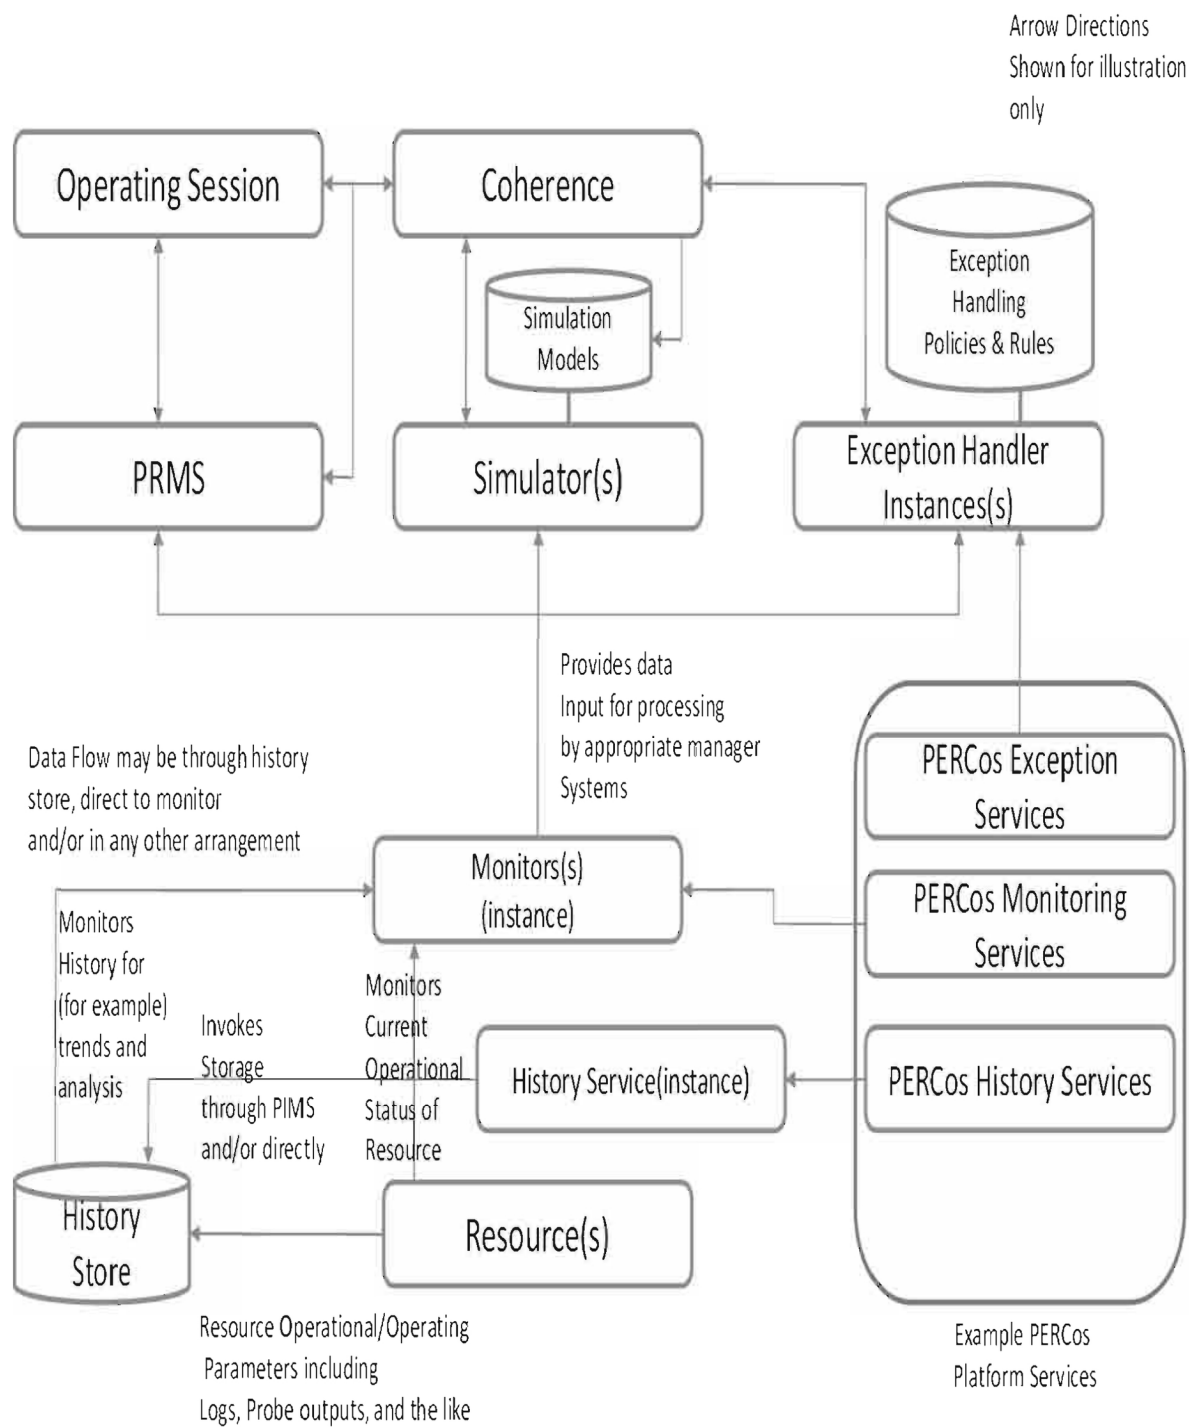 Arrow Directions
Shown for illustration
only
Operating Session
Coherence
Exception
Handling
Policies & Rules
Simulation
Models
PRMS
Simulator(s)
Exception Handler
Instances(s)
Provides data
Input for processing
by appropriate manager
Systems
Data Flow may be through history
store, direct to monitor
and/or in any other arrangement
PERCos Exception
Services
Monitors(s)
(instance)
PERCos Monitoring
Services
Monitors
History for
(for example)
trends and
analysis
Invokes
Storage
through PIMS
and/or directly
Monitors
Current
Operational
Status of
Resource
History Service(instance)
PERCos History Services
History
Store
Resource(s)
Resource Operational/Operating
Parameters including
Logs, Probe outputs, and the like
Example PERCos
Platform Services